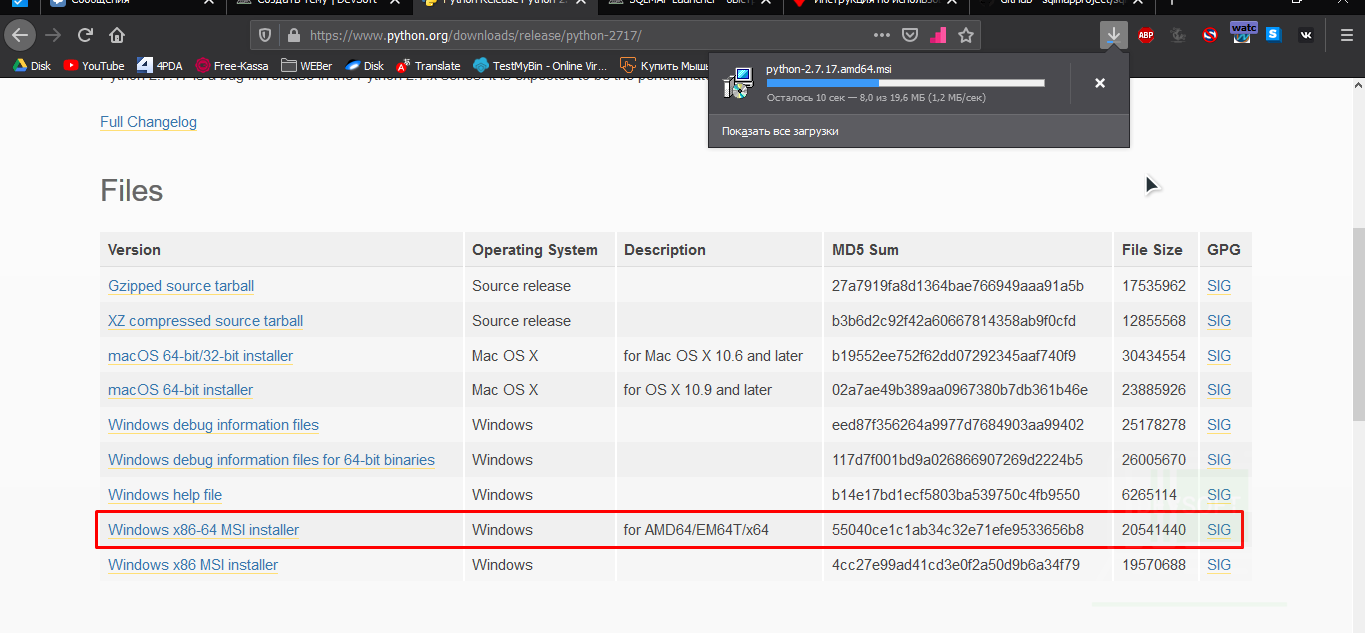 Сообщения
Создать тему | DevSoft
Python Release Python 2.
SQLMAP Launcher - быст
Инструкция по использо
GitHub - sqlmapproject/sq
https://www.python.org/downloads/release/python-2717/
ABP
watc
S
Disk
YouTube
4PDA
Free-Kassa
WEBer
Disk
Translate
TestMyBin - Online Vir...
Купить Мышь
python-2.7.17.amd64.msi
Осталось 10 сек — 8,0 из 19,6 МБ (1,2 МБ/сек)
Показать все загрузки
Full Changelog
Files
Version Operating System Description MD5 Sum File Size GPG
Gzipped source tarball Source release 27a7919fa8d1364bae766949aaa91a5b 17535962 SIG
XZ compressed source tarball Source release b3b6d2c92f42a60667814358ab9f0cfd 12855568 SIG
macOS 64-bit/32-bit installer Mac OS X for Mac OS X 10.6 and later b19552ee752f62dd07292345aaf740f9 30434554 SIG
macOS 64-bit installer Mac OS X for OS X 10.9 and later 02a7ae49b389aa0967380b7db361b46e 23885926 SIG
Windows debug information files Windows eed87f356264a9977d7684903aa99402 25178278 SIG
Windows debug information files for 64-bit binaries Windows 117d7f001bd9a026866907269d2224b5 26005670 SIG
Windows help file Windows b14e17bd1ecf5803ba539750c4fb9550 6265114 SIG
Windows x86-64 MSI installer Windows for AMD64/EM64T/x64 55040ce1c1ab34c32e71efe9533656b8 20541440 SIG
Windows x86 MSI installer Windows 4cc27e99ad41cd3e0f2a50d9b6a34f79 19570688 SIG